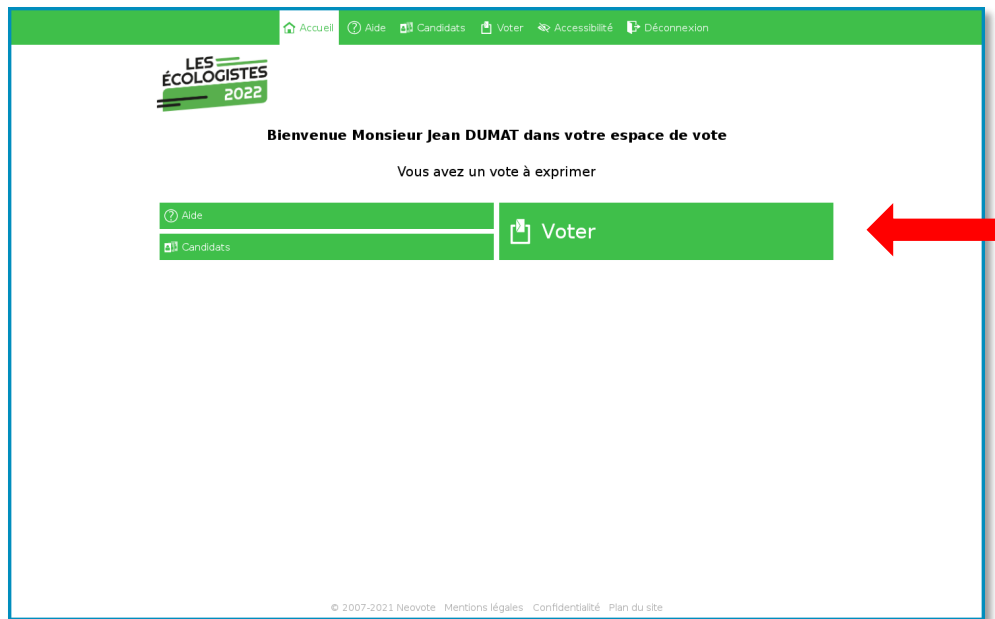 Accueil Aide Candidats Voter Accessibilité Déconnexion
LES
ÉCOLOGISTES
2022
Bienvenue Monsieur Jean DUMAT dans votre espace de vote
Vous avez un vote à exprimer
Aide
Candidats
Voter
© 2007-2021 Neovote Mentions légales Confidentialité Plan du site